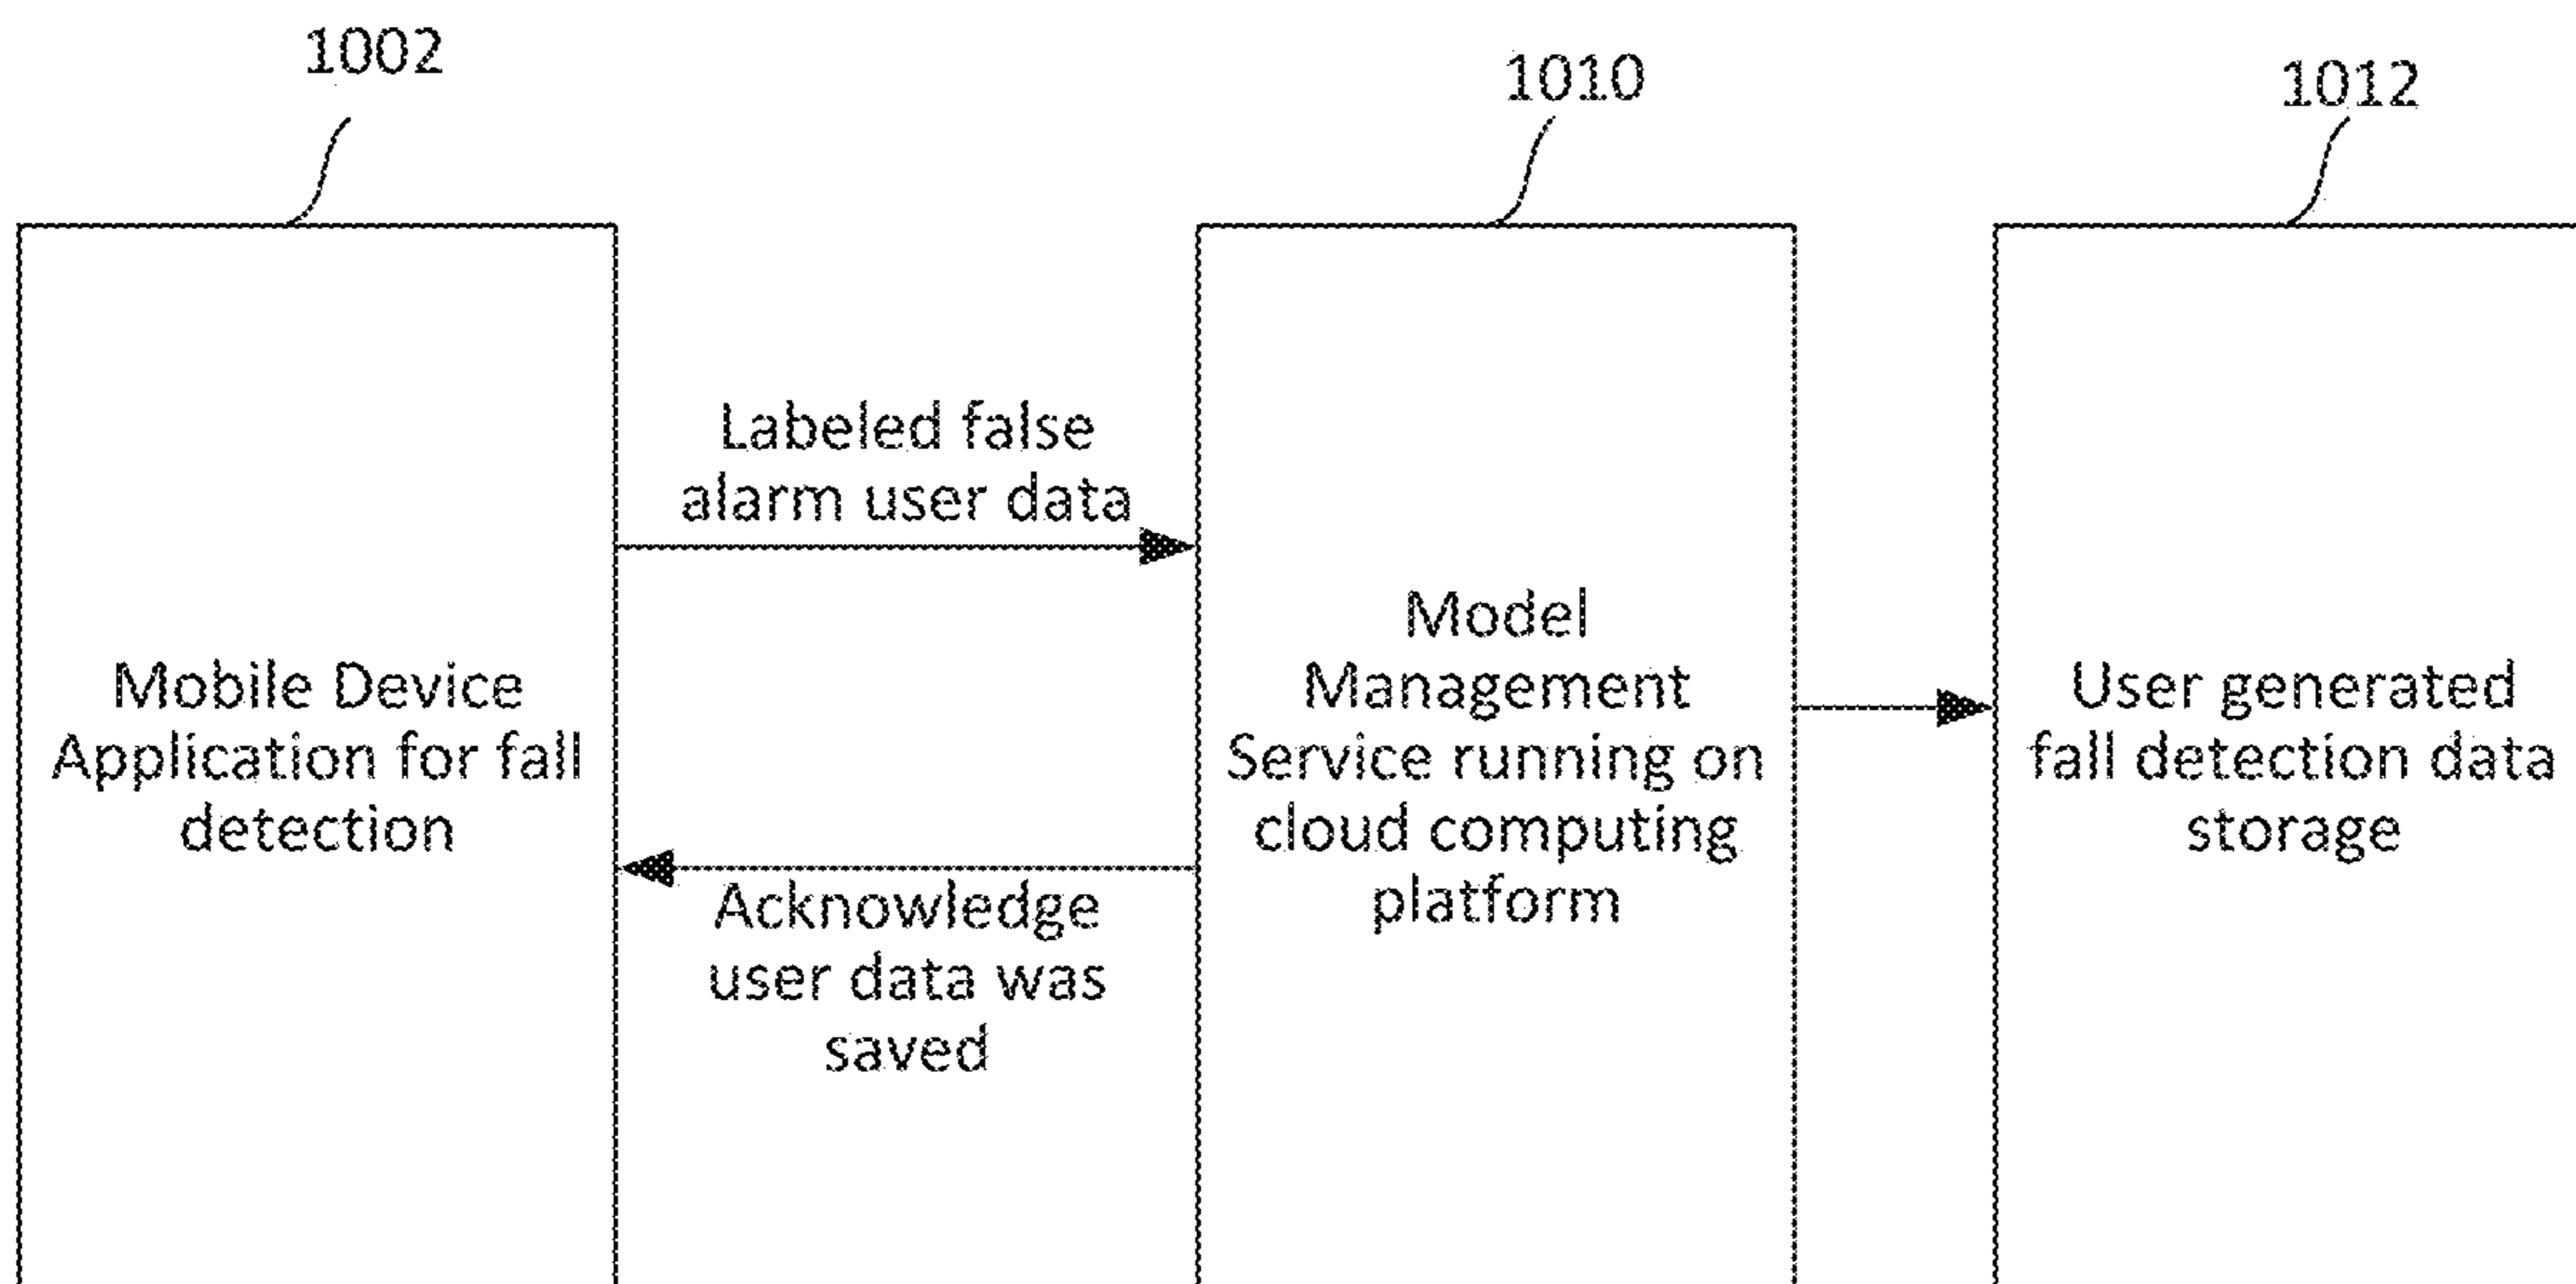 1002
1010
1012
Mobile Device
Application for fall
detection
Labeled false
alarm user data
Acknowledge
user data was
saved
Model
Management
Service running on
cloud computing
platform
User generated
fall detection data
storage